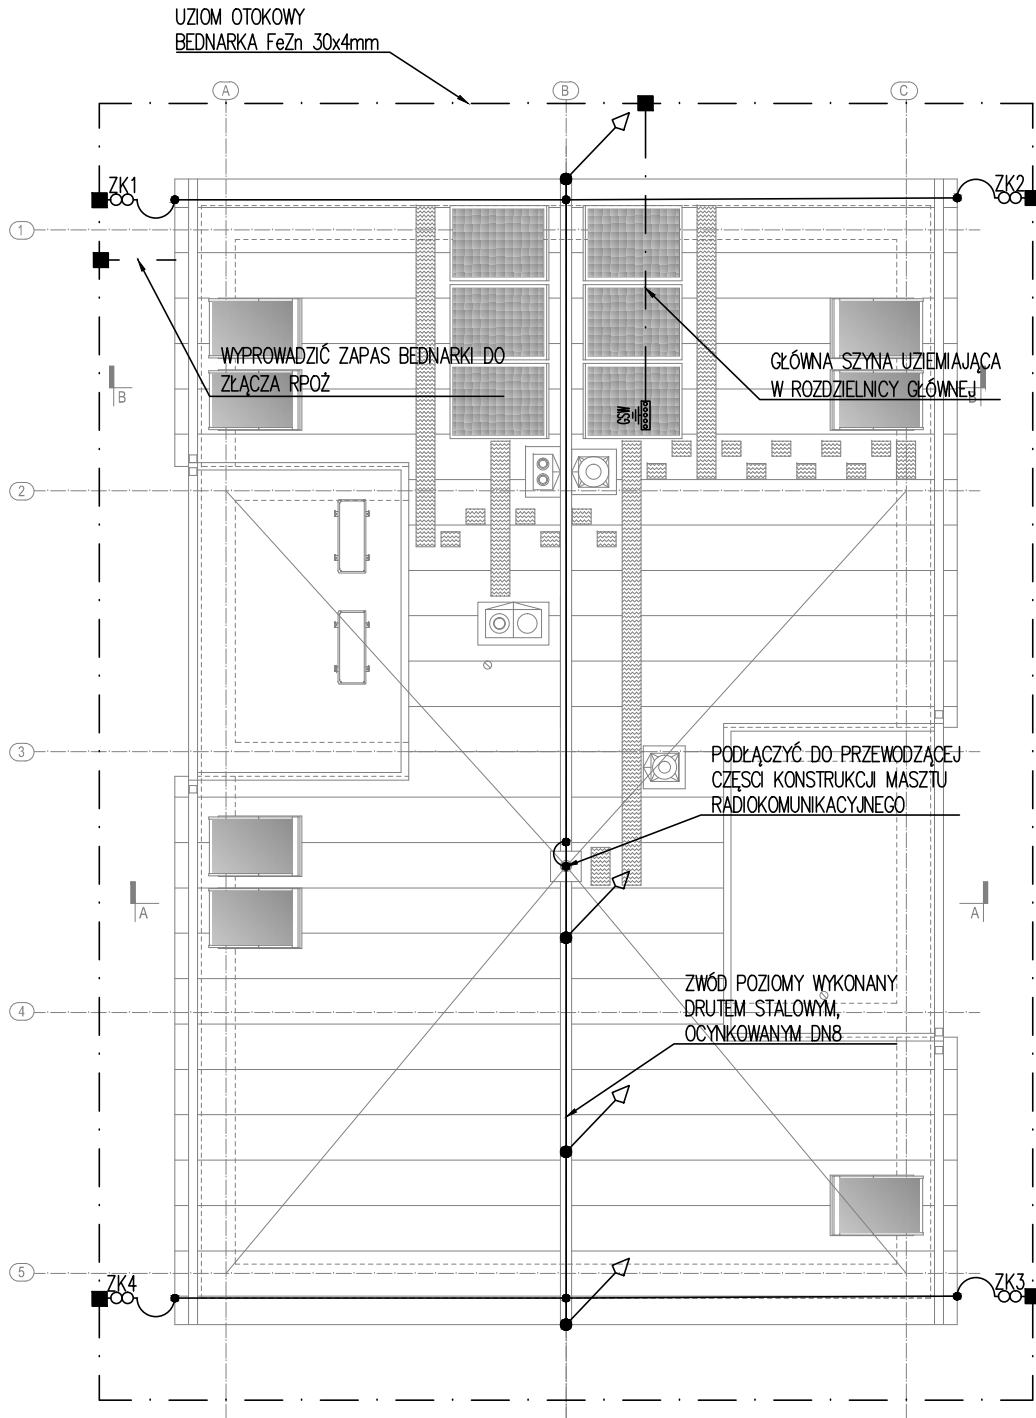 UZIOM OTOKOWY
BEDNARKA FeZn 30x4mm
A
B
C
ZK1
ZK2
1
WYPROWADZIĆ ZAPAS BEDNARKI DO
ZŁĄCZA RPOŻ
GŁÓWNA SZYNA UZIEMIAJĄCA
W ROZDZIELNICY GŁÓWNEJ
B
B
GSW
2
3
PODŁĄCZYĆ DO PRZEWODZĄCEJ
CZĘSCI KONSTRUKCJI MASZTU
RADIOKOMUNIKACYJNEGO
A
A
ZWÓD POZIOMY WYKONANY
DRUTEM STALOWYM,
OCYNKOWANYM DN8
4
5
ZK4
ZK3